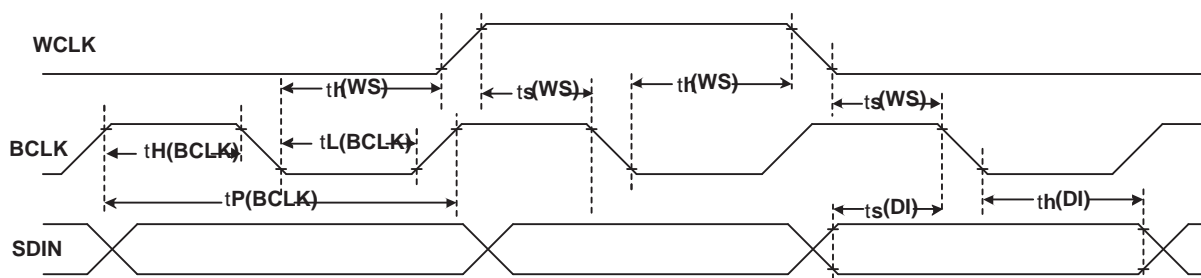 WCLK
th(WS)
ts(WS)
th(WS)
ts(WS)
BCLK
tH(BCLK)
tL(BCLK)
tP(BCLK)
ts(DI)
th(DI)
SDIN